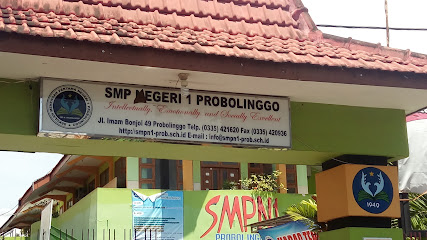 SMP NEGERI 1 PROBOLINGGO
Intellectually, Emotionally and Socially Excellent
Jl. Imam Bonjol 49 Probolinggo Telp. (0335) 421620 Fax (0335) 420936
http:smpn1-prob.sch.id E-mail : info@smpn1-prob.sch.id
SMPN1
PROBOLINGGO
1949